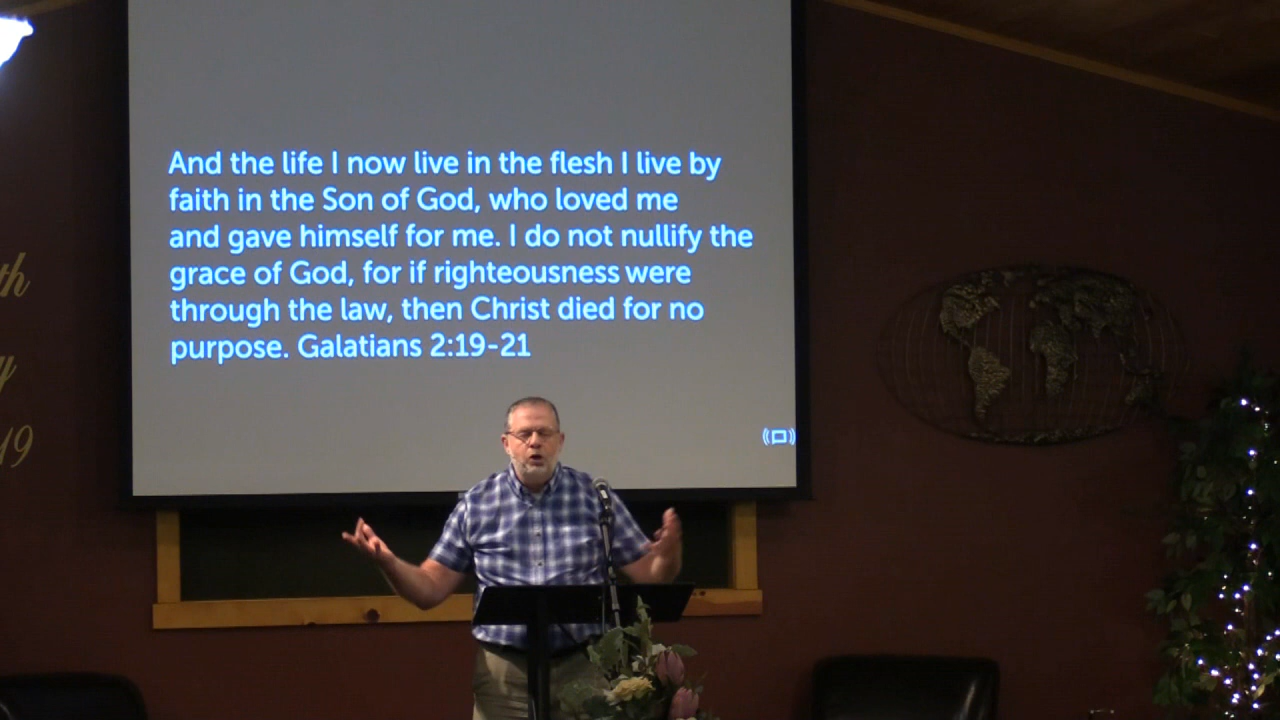 And the life I now live in the flesh I live by
faith in the Son of God, who loved me
and gave himself for me. I do not nullify the
grace of God, for if righteousness were
through the law, then Christ died for no
purpose. Galatians 2:19-21
th
y
19